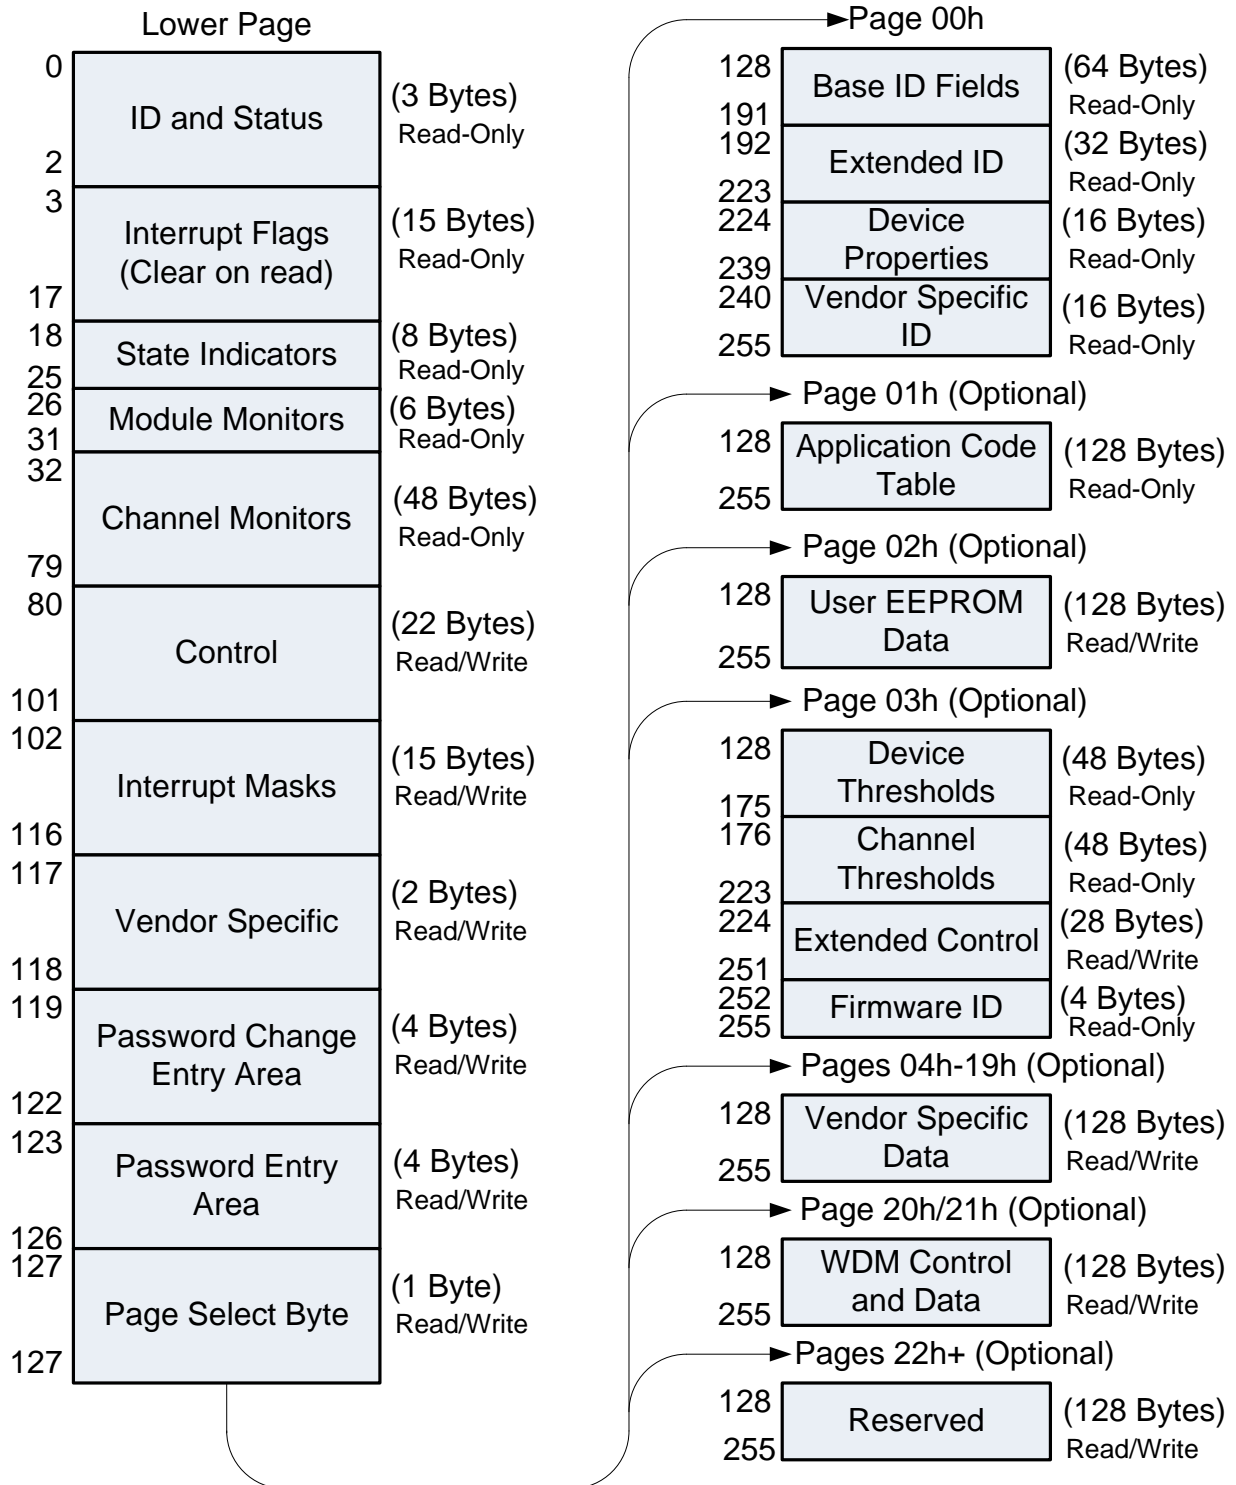 Lower Page
0
ID and Status
2
(3 Bytes)
Read-Only
3
Interrupt Flags
(Clear on read)
17
(15 Bytes)
Read-Only
18
State Indicators
25
(8 Bytes)
Read-Only
26
Module Monitors
31
(6 Bytes)
Read-Only
32
Channel Monitors
79
(48 Bytes)
Read-Only
80
Control
101
(22 Bytes)
Read/Write
102
Interrupt Masks
116
(15 Bytes)
Read/Write
117
Vendor Specific
118
(2 Bytes)
Read/Write
119
Password Change
Entry Area
122
(4 Bytes)
Read/Write
123
Password Entry
Area
126
(4 Bytes)
Read/Write
127
Page Select Byte
127
(1 Byte)
Read/Write
Page 00h
128
Base ID Fields
191
(64 Bytes)
Read-Only
192
Extended ID
223
(32 Bytes)
Read-Only
224
Device
Properties
239
(16 Bytes)
Read-Only
240
Vendor Specific
ID
255
(16 Bytes)
Read-Only
Page 01h (Optional)
128
Application Code
Table
255
(128 Bytes)
Read-Only
Page 02h (Optional)
128
User EEPROM
Data
255
(128 Bytes)
Read/Write
Page 03h (Optional)
128
Device
Thresholds
175
(48 Bytes)
Read-Only
176
Channel
Thresholds
223
(48 Bytes)
Read-Only
224
Extended Control
251
(28 Bytes)
Read/Write
252
Firmware ID
255
(4 Bytes)
Read-Only
Pages 04h-19h (Optional)
128
Vendor Specific
Data
255
(128 Bytes)
Read/Write
Page 20h/21h (Optional)
128
WDM Control
and Data
255
(128 Bytes)
Read/Write
Pages 22h+ (Optional)
128
Reserved
255
(128 Bytes)
Read/Write